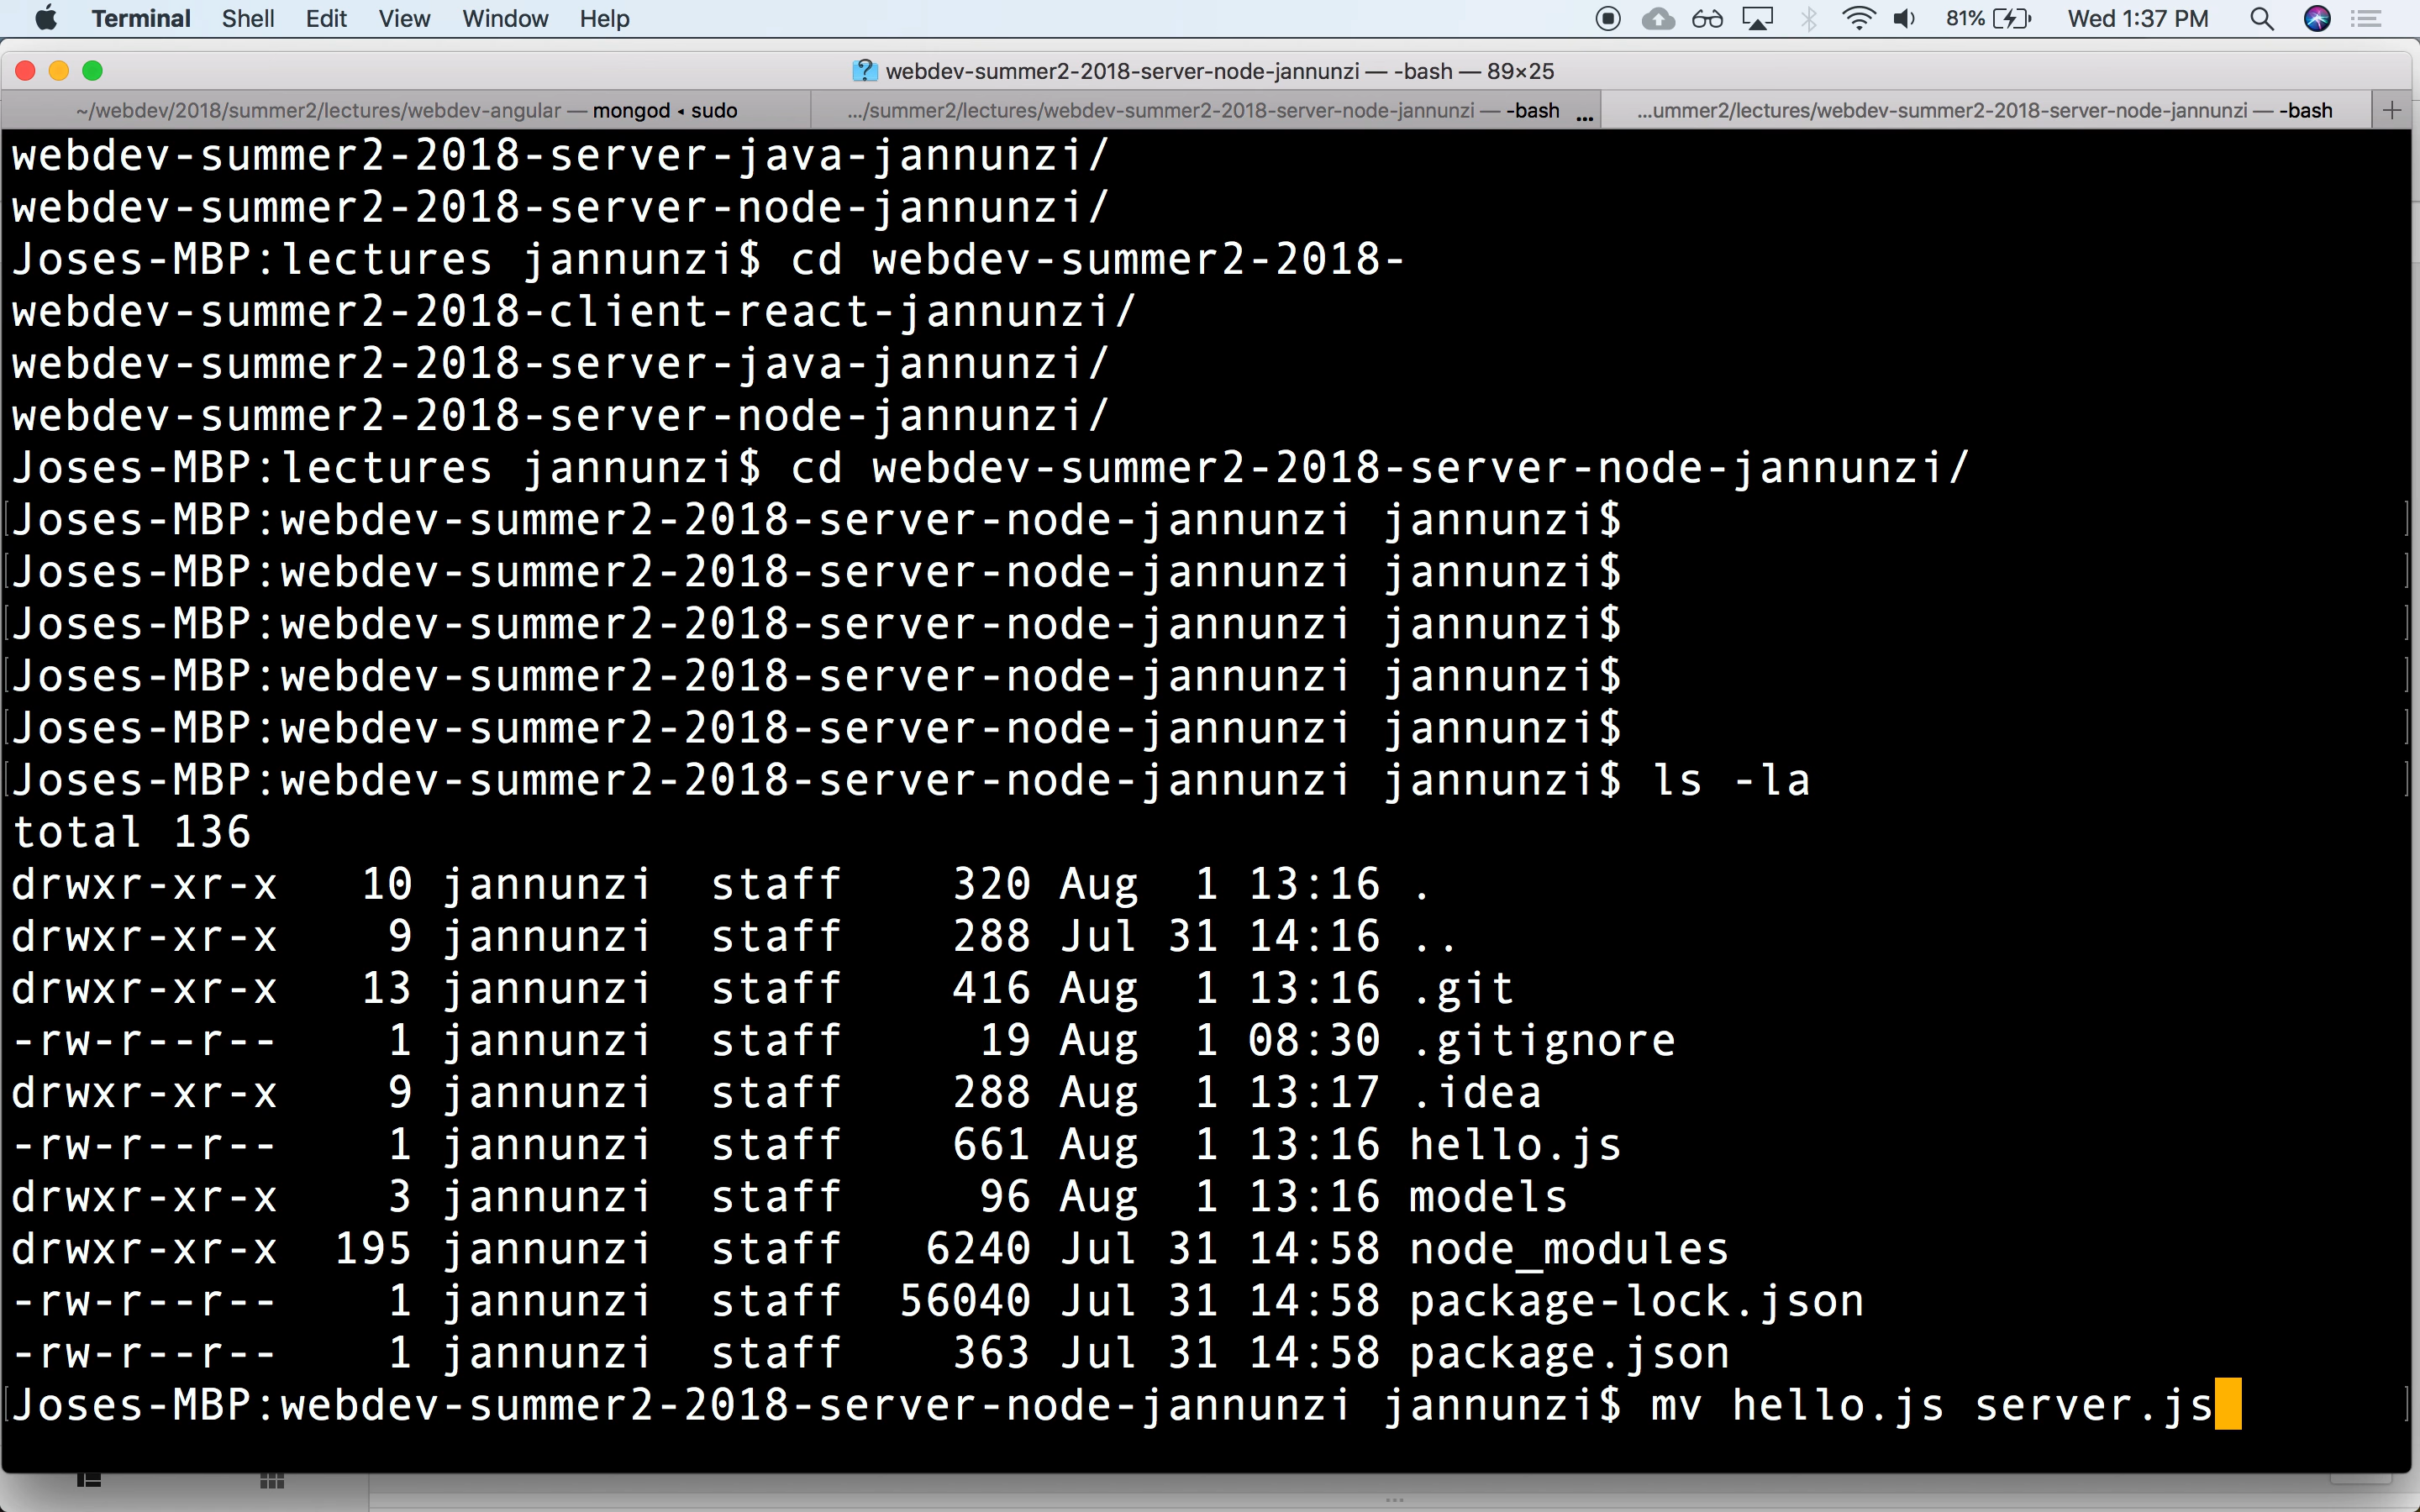 Terminal Shell Edit View Window Help 81% Wed 1:37 PM
webdev-summer2-2018-server-node-jannunzi — -bash — 89×25
~/webdev/2018/summer2/lectures/webdev-angular — mongod ◂ sudo .../summer2/lectures/webdev-summer2-2018-server-node-jannunzi — -bash ... ...ummer2/lectures/webdev-summer2-2018-server-node-jannunzi — -bash +
webdev-summer2-2018-server-java-jannunzi/
webdev-summer2-2018-server-node-jannunzi/
Joses-MBP:lectures jannunzi$ cd webdev-summer2-2018-
webdev-summer2-2018-client-react-jannunzi/
webdev-summer2-2018-server-java-jannunzi/
webdev-summer2-2018-server-node-jannunzi/
Joses-MBP:lectures jannunzi$ cd webdev-summer2-2018-server-node-jannunzi/
[Joses-MBP:webdev-summer2-2018-server-node-jannunzi jannunzi$ ]
[Joses-MBP:webdev-summer2-2018-server-node-jannunzi jannunzi$ ]
[Joses-MBP:webdev-summer2-2018-server-node-jannunzi jannunzi$ ]
[Joses-MBP:webdev-summer2-2018-server-node-jannunzi jannunzi$ ]
[Joses-MBP:webdev-summer2-2018-server-node-jannunzi jannunzi$ ]
[Joses-MBP:webdev-summer2-2018-server-node-jannunzi jannunzi$ ls -la ]
total 136
drwxr-xr-x   10 jannunzi  staff    320 Aug  1 13:16 .
drwxr-xr-x    9 jannunzi  staff    288 Jul 31 14:16 ..
drwxr-xr-x   13 jannunzi  staff    416 Aug  1 13:16 .git
-rw-r--r--    1 jannunzi  staff     19 Aug  1 08:30 .gitignore
drwxr-xr-x    9 jannunzi  staff    288 Aug  1 13:17 .idea
-rw-r--r--    1 jannunzi  staff    661 Aug  1 13:16 hello.js
drwxr-xr-x    3 jannunzi  staff     96 Aug  1 13:16 models
drwxr-xr-x  195 jannunzi  staff   6240 Jul 31 14:58 node_modules
-rw-r--r--    1 jannunzi  staff  56040 Jul 31 14:58 package-lock.json
-rw-r--r--    1 jannunzi  staff    363 Jul 31 14:58 package.json
[Joses-MBP:webdev-summer2-2018-server-node-jannunzi jannunzi$ mv hello.js server.js ]